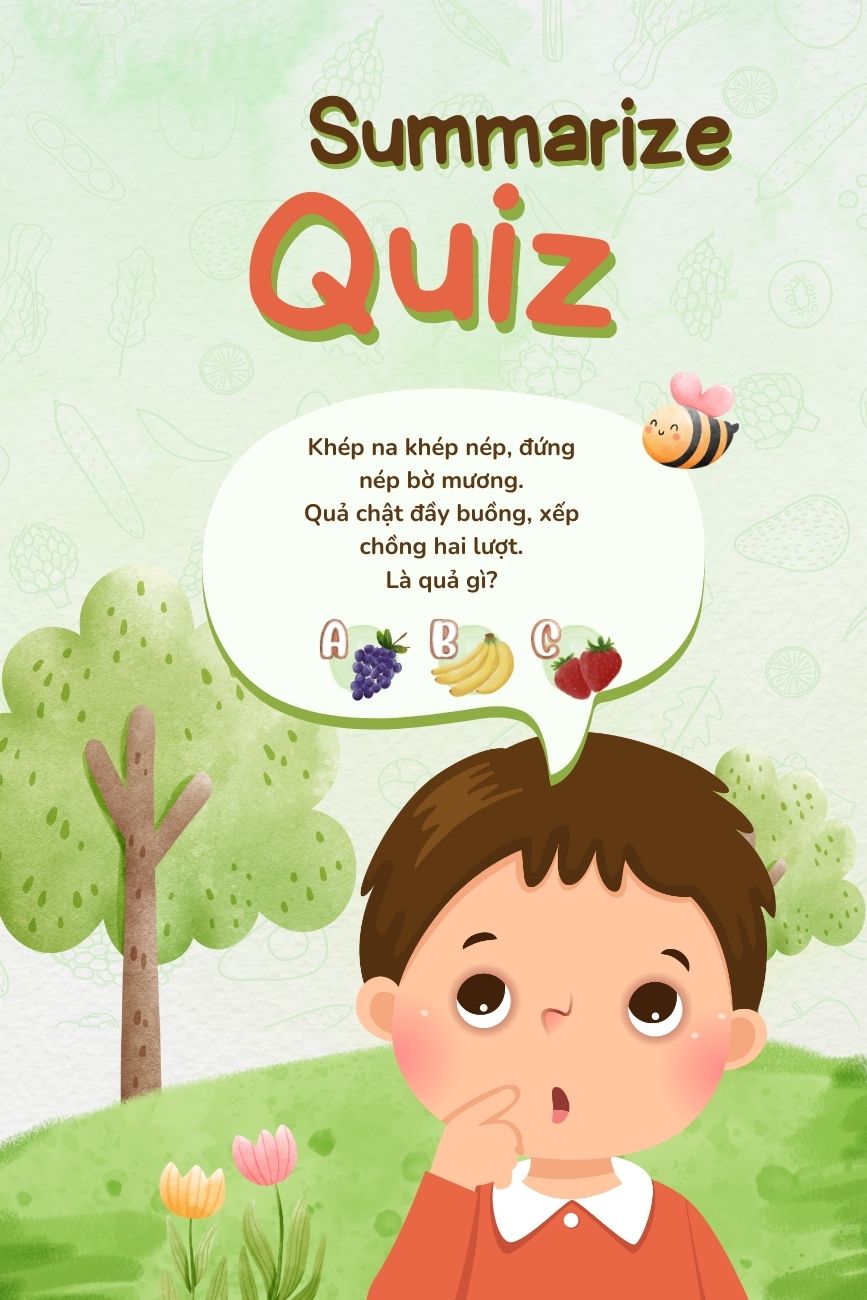 Summarize
Quiz
Khép na khép nép, đứng
nép bờ mương.
Quả chật đầy buồng, xếp
chồng hai lượt.
Là quả gì?
A B C